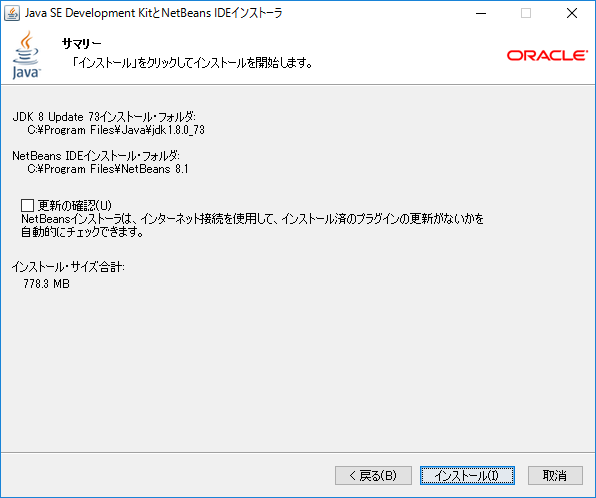 Java SE Development KitとNetBeans IDEインストーラ
サマリー
「インストール」をクリックしてインストールを開始します。
Java
ORACLE
JDK 8 Update 73インストール・フォルダ:
C:¥Program Files¥Java¥jdk1.8.0_73
NetBeans IDEインストール・フォルダ:
C:¥Program Files¥NetBeans 8.1
更新の確認(U)
NetBeansインストーラは、インターネット接続を使用して、インストール済のプラグインの更新がないかを
自動的にチェックできます。
インストール・サイズ合計:
778.3 MB
< 戻る(B)
インストール(I)
取消